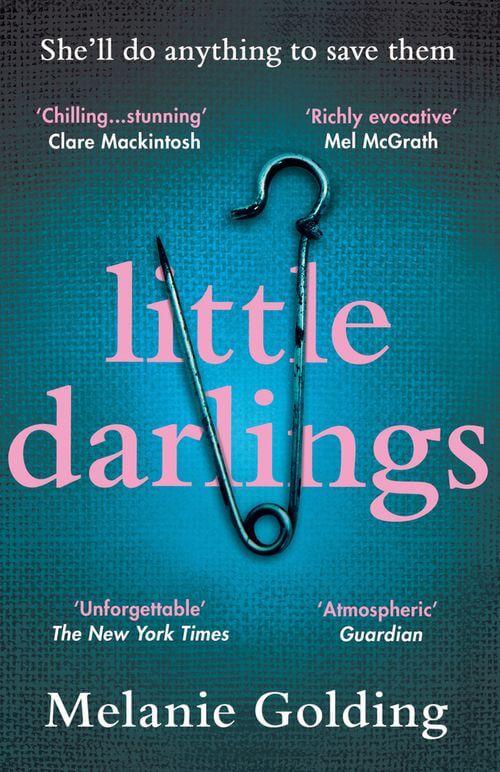 She'll do anything to save them
'Chilling...stunning'
Clare Mackintosh
'Richly evocative'
Mel McGrath
little
darlings
'Unforgettable'
The New York Times
'Atmospheric'
Guardian
Melanie Golding